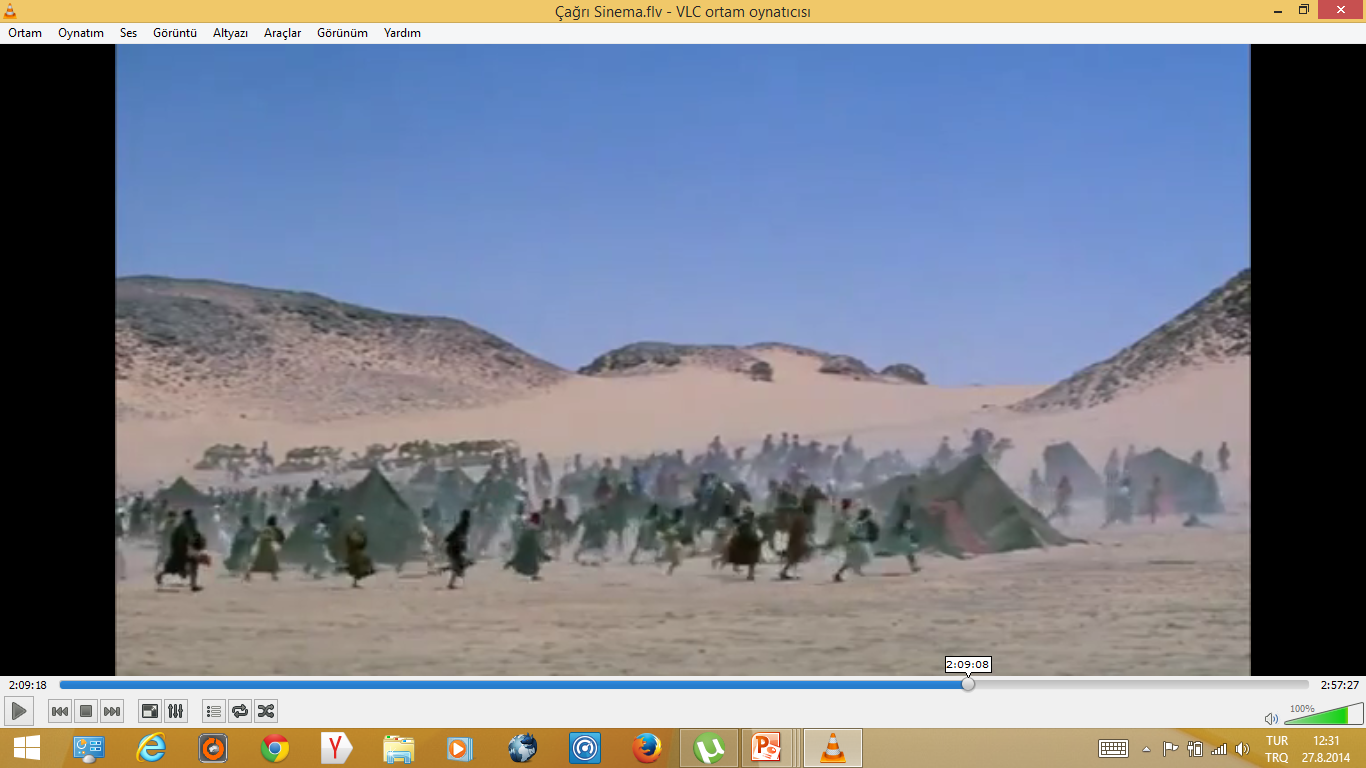 Çağrı Sinema.flv - VLC ortam oynatıcısı
Ortam Oynatım Ses Görüntü Altyazı Araçlar Görünüm Yardım
2:09:08
2:09:18 2:57:27
100%
TUR 12:31
TRQ 27.8.2014